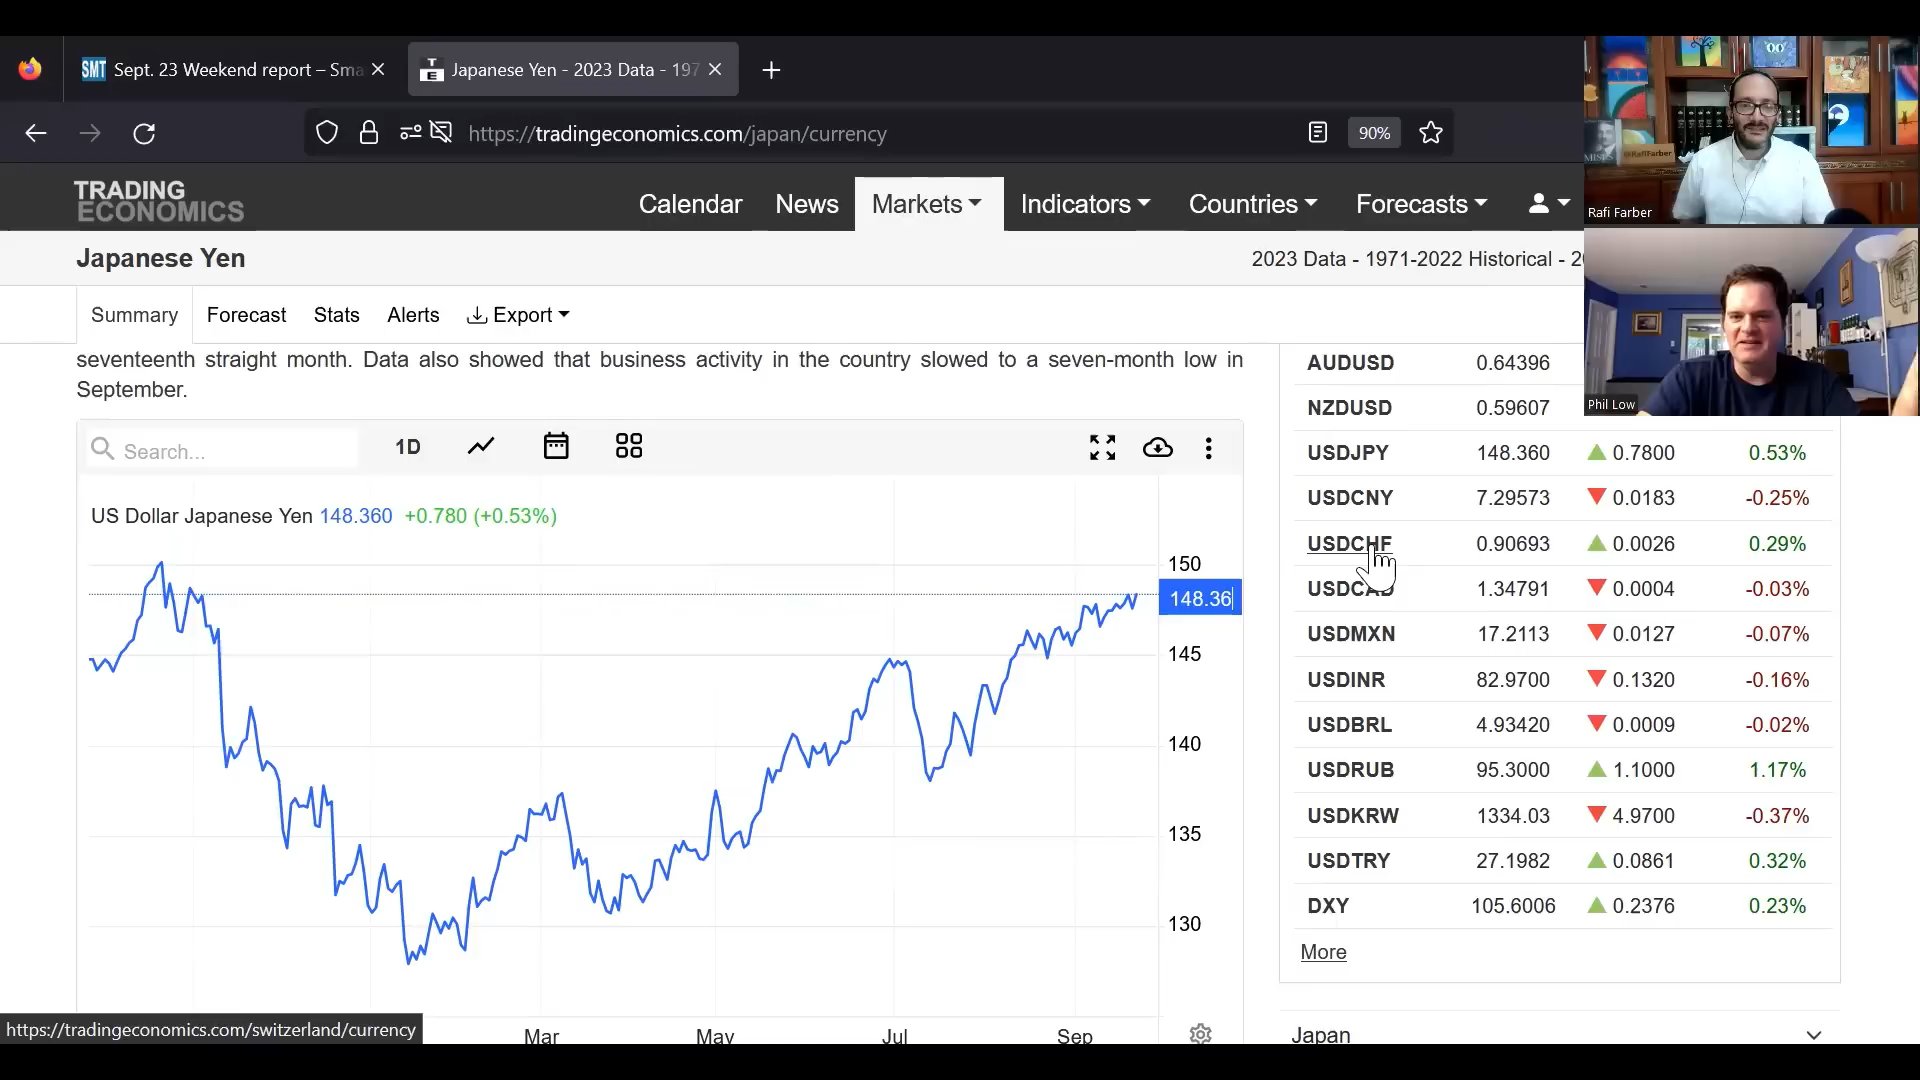 SMT Sept. 23 Weekend report – Sma
TE Japanese Yen - 2023 Data - 197
https://tradingeconomics.com/japan/currency
90%
TRADING
ECONOMICS
Calendar News Markets Indicators Countries Forecasts
MISES
@RafiFarber
Rafi Farber
Japanese Yen
2023 Data - 1971-2022 Historical - 2
Summary Forecast Stats Alerts Export
seventeenth straight month. Data also showed that business activity in the country slowed to a seven-month low in
September.
Phil Low
Search...
1D
US Dollar Japanese Yen 148.360 +0.780 (+0.53%)
150
148.36
145
140
135
130
Mar May Jul Sep
AUDUSD 0.64396
NZDUSD 0.59607
USDJPY 148.360 0.7800 0.53%
USDCNY 7.29573 0.0183 -0.25%
USDCHF 0.90693 0.0026 0.29%
USDCAD 1.34791 0.0004 -0.03%
USDMXN 17.2113 0.0127 -0.07%
USDINR 82.9700 0.1320 -0.16%
USDBRL 4.93420 0.0009 -0.02%
USDRUB 95.3000 1.1000 1.17%
USDKRW 1334.03 4.9700 -0.37%
USDTRY 27.1982 0.0861 0.32%
DXY 105.6006 0.2376 0.23%
More
Japan
https://tradingeconomics.com/switzerland/currency